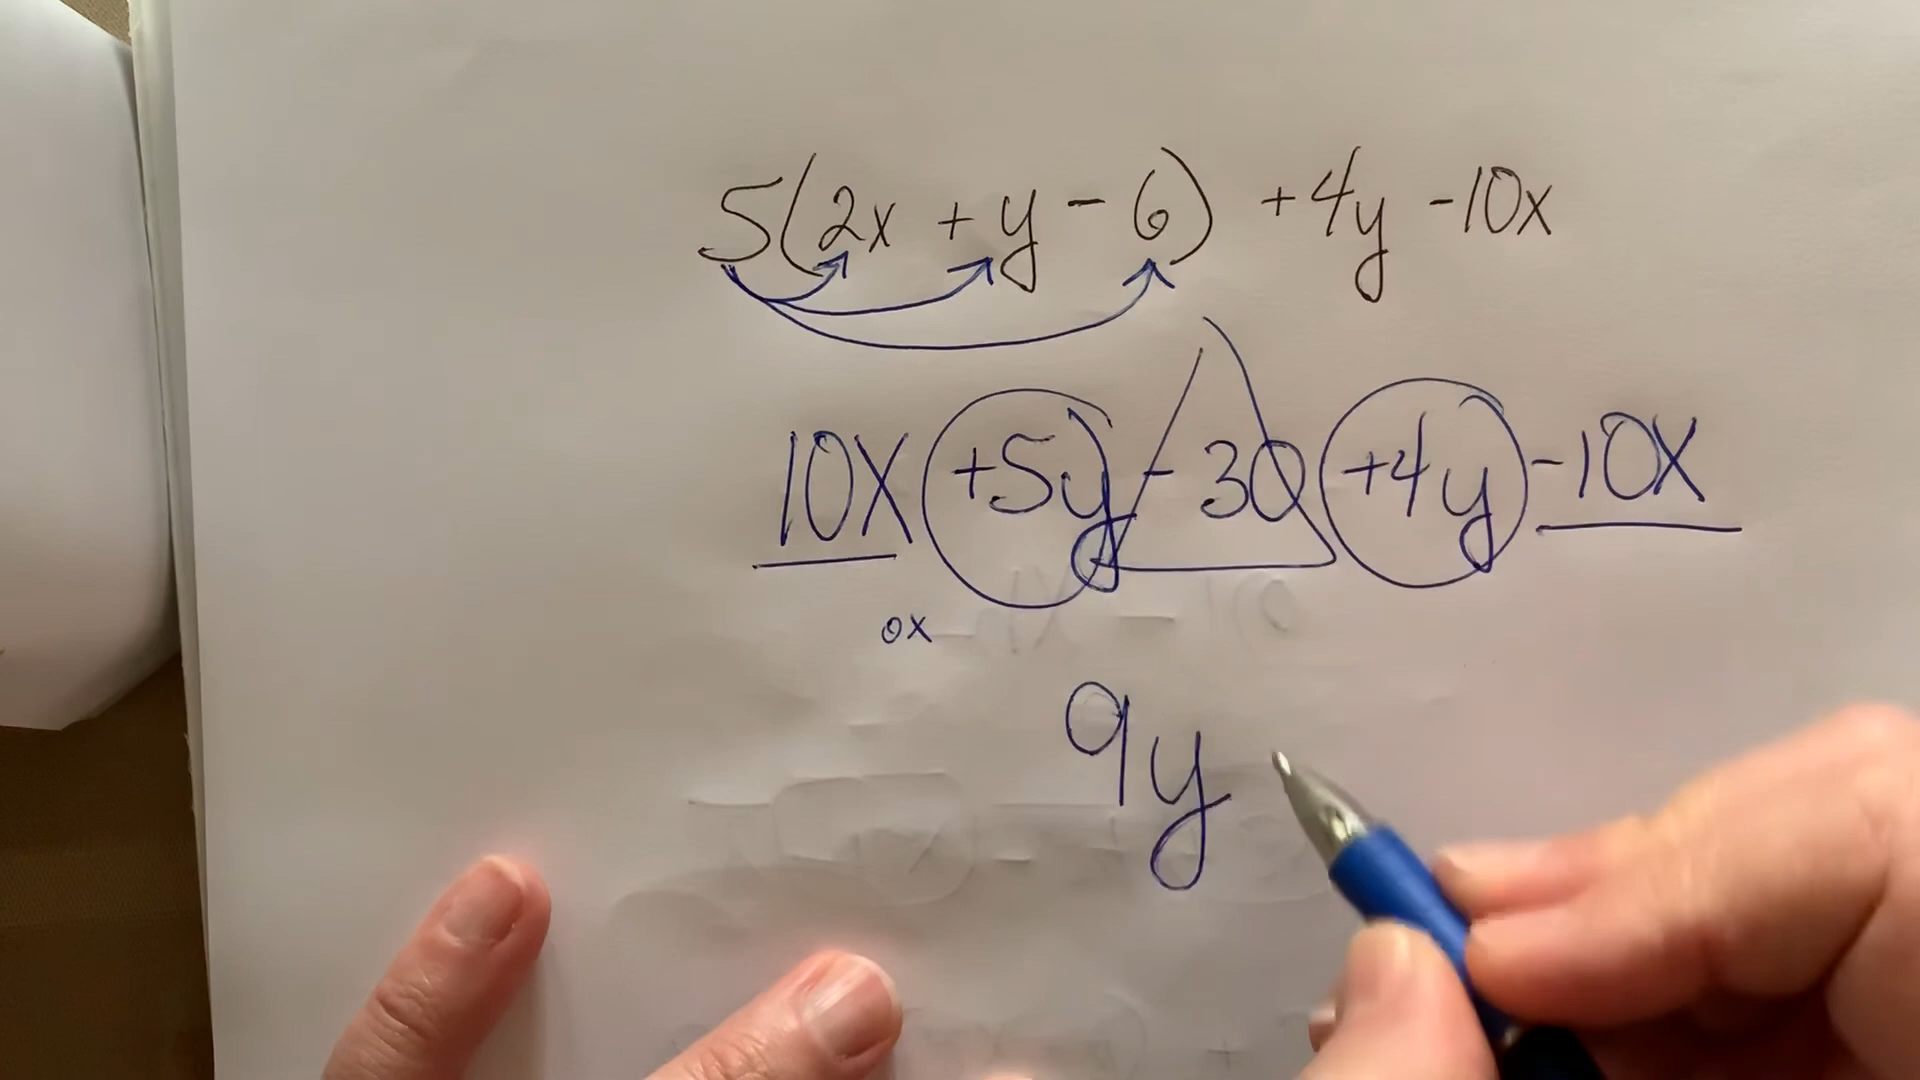 5(2x + y - 6) + 4y - 10x
10x + 5y - 30 + 4y - 10x
0x
9y